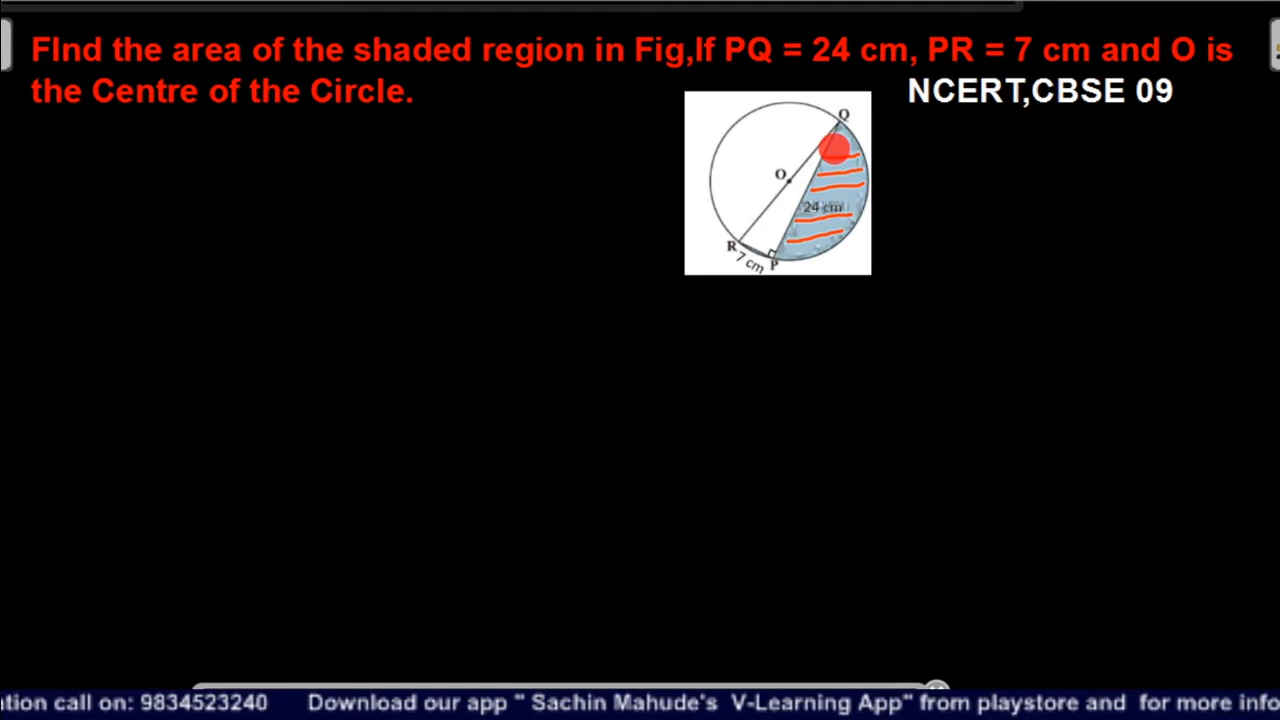 FInd the area of the shaded region in Fig,If PQ = 24 cm, PR = 7 cm and O is
the Centre of the Circle.
NCERT,CBSE 09
Q
O
24 cm
R
7 cm
P
tion call on: 9834523240 Download our app " Sachin Mahude's V-Learning App" from playstore and for more info